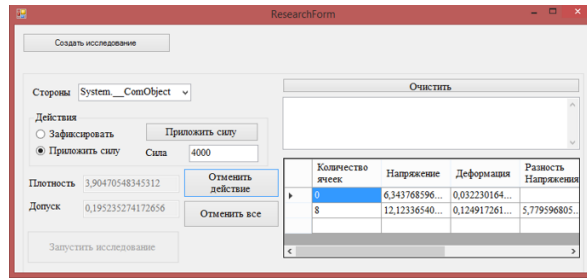 ResearchForm
Создать исследование
Стороны System.__ComObject
Действия
Зафиксировать Приложить силу
Приложить силу Сила 4000
Плотность 3,90470548345312
Отменить действие
Допуск 0,195235274172656
Отменить все
Запустить исследование
Очистить
Количество ячеек Напряжение Деформация Разность Напряжения
0 6,343768596... 0,032230164...
8 12,12336540... 0,124917261... 5,779596805...